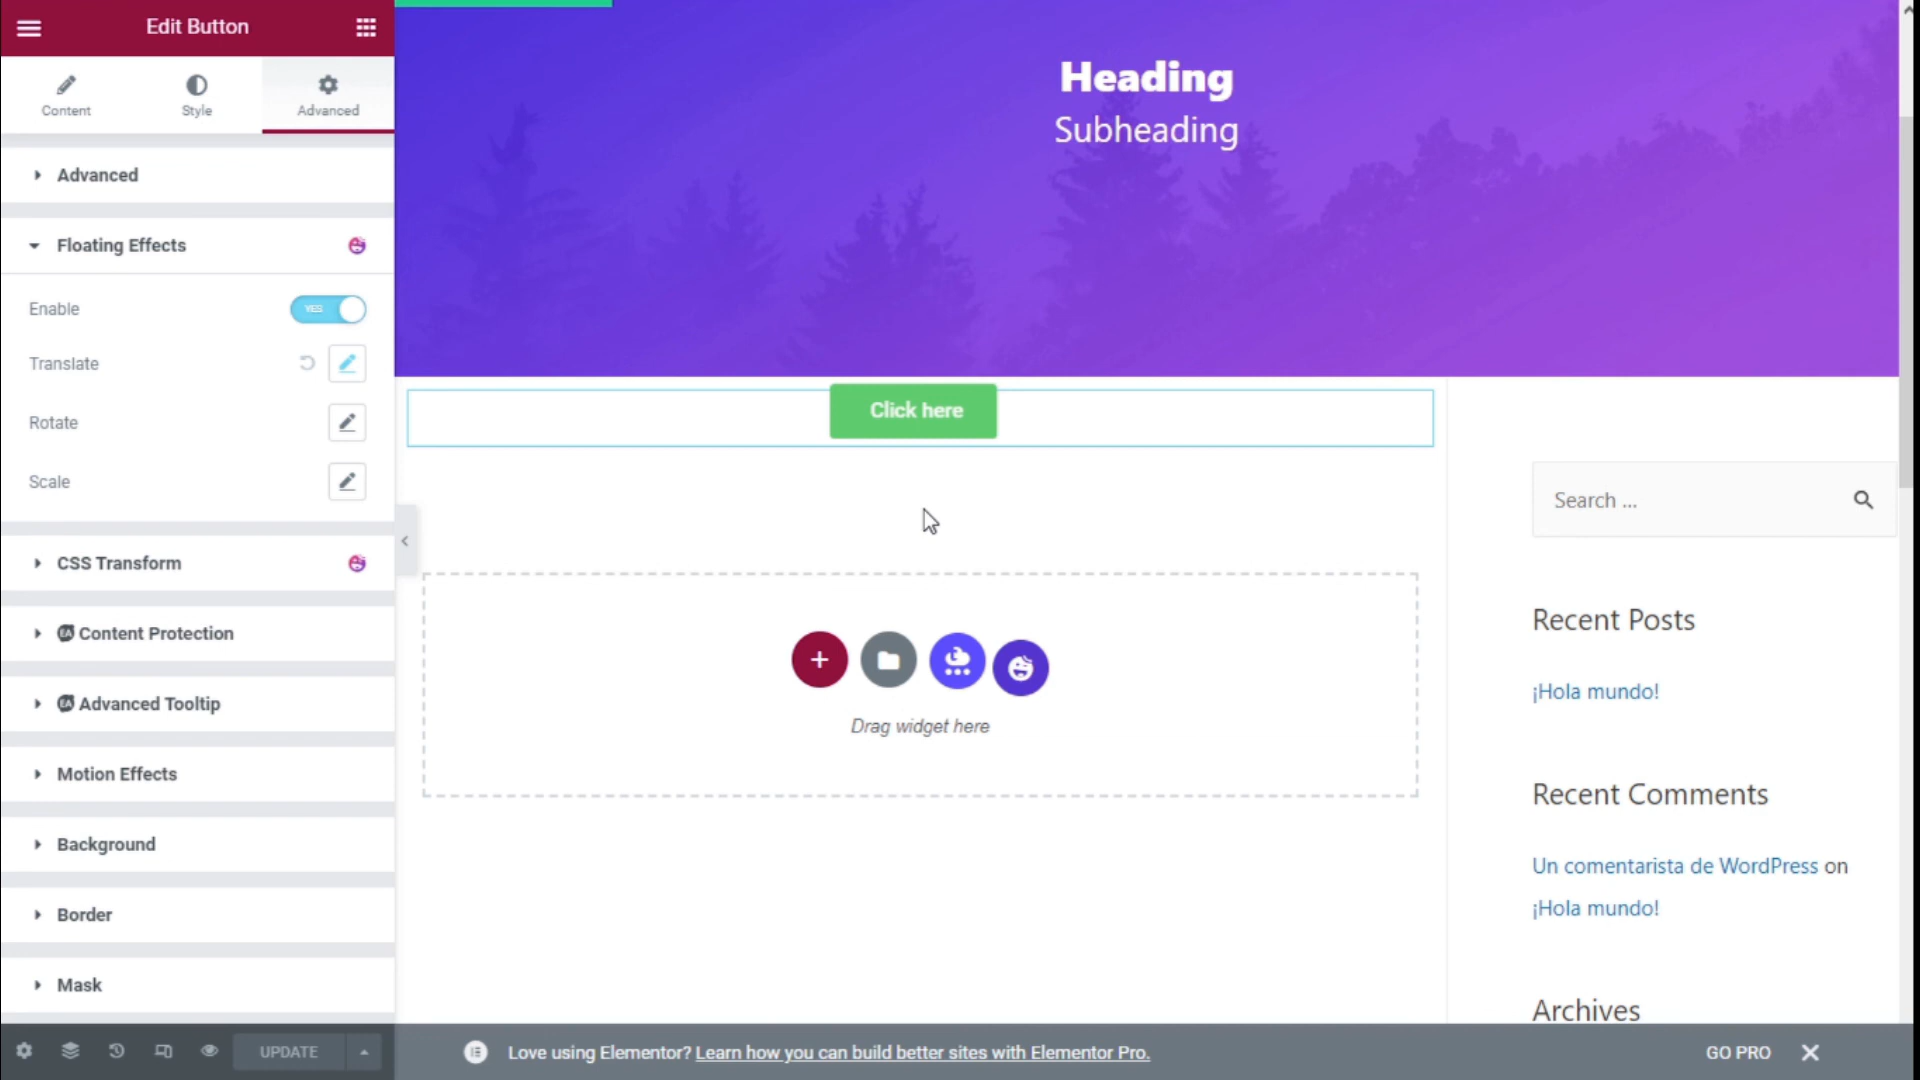 Edit Button
Content
Style
Advanced
Advanced
Floating Effects
Enable
YES
Translate
Rotate
Scale
CSS Transform
EA Content Protection
EA Advanced Tooltip
Motion Effects
Background
Border
Mask
UPDATE
Heading
Subheading
Click here
Drag widget here
Search ...
Recent Posts
¡Hola mundo!
Recent Comments
Un comentarista de WordPress on
¡Hola mundo!
Archives
Love using Elementor? Learn how you can build better sites with Elementor Pro.
GO PRO